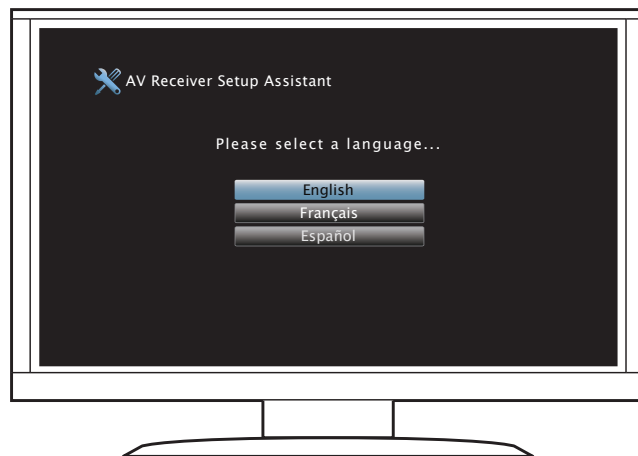 AV Receiver Setup Assistant
Please select a language...
English
Français
Español